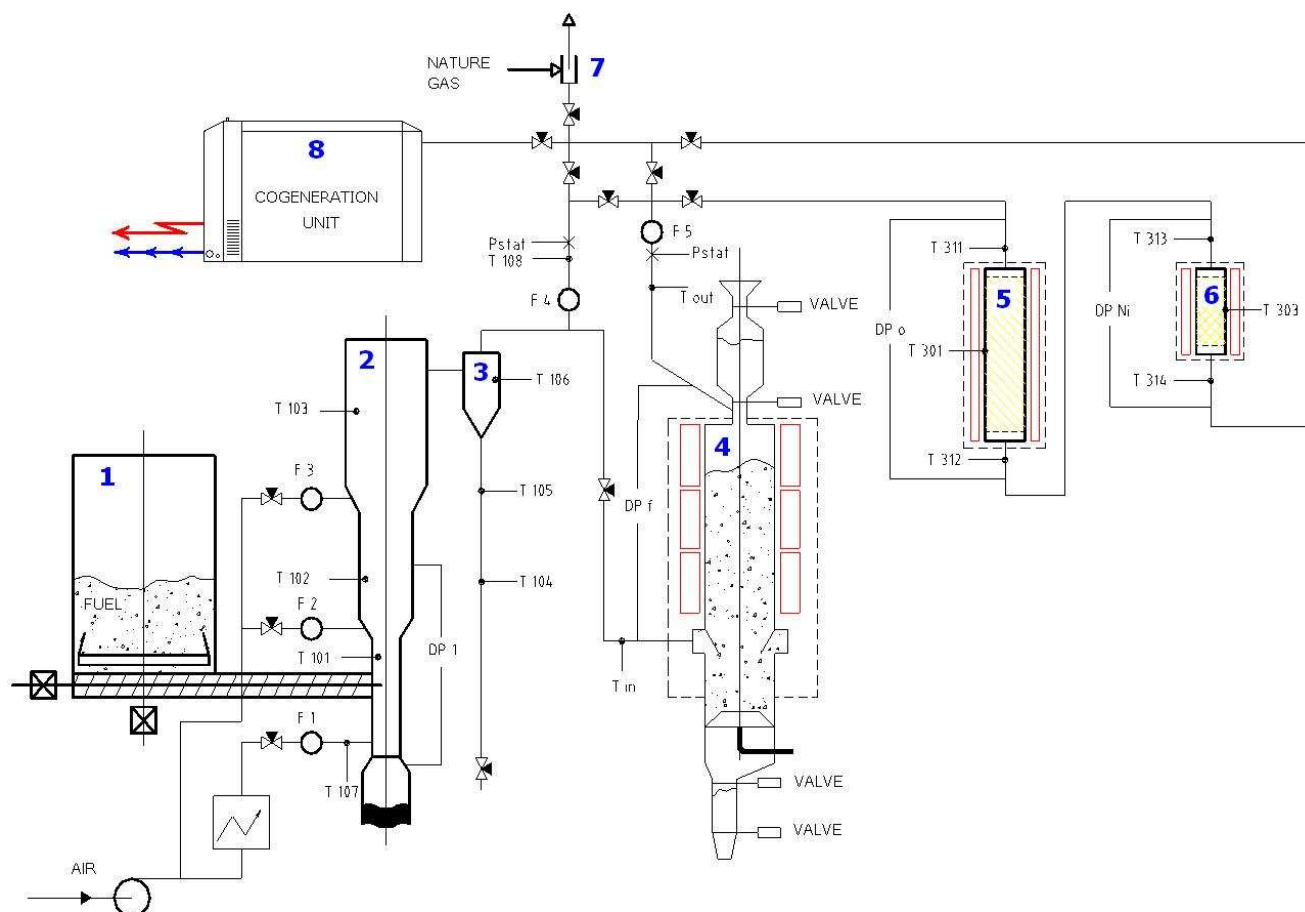 NATURE
GAS
7
8
COGENERATION
UNIT
Pstat
T 108
F 4
F 5
Pstat
T out
VALVE
VALVE
T 311
5
DP o
T 301
T 312
T 313
6
DP Ni
T 303
T 314
2
3
T 106
T 103
1
F 3
T 105
4
DP f
T 102
T 104
FUEL
F 2
DP 1
T 101
T in
F 1
T 107
VALVE
VALVE
AIR